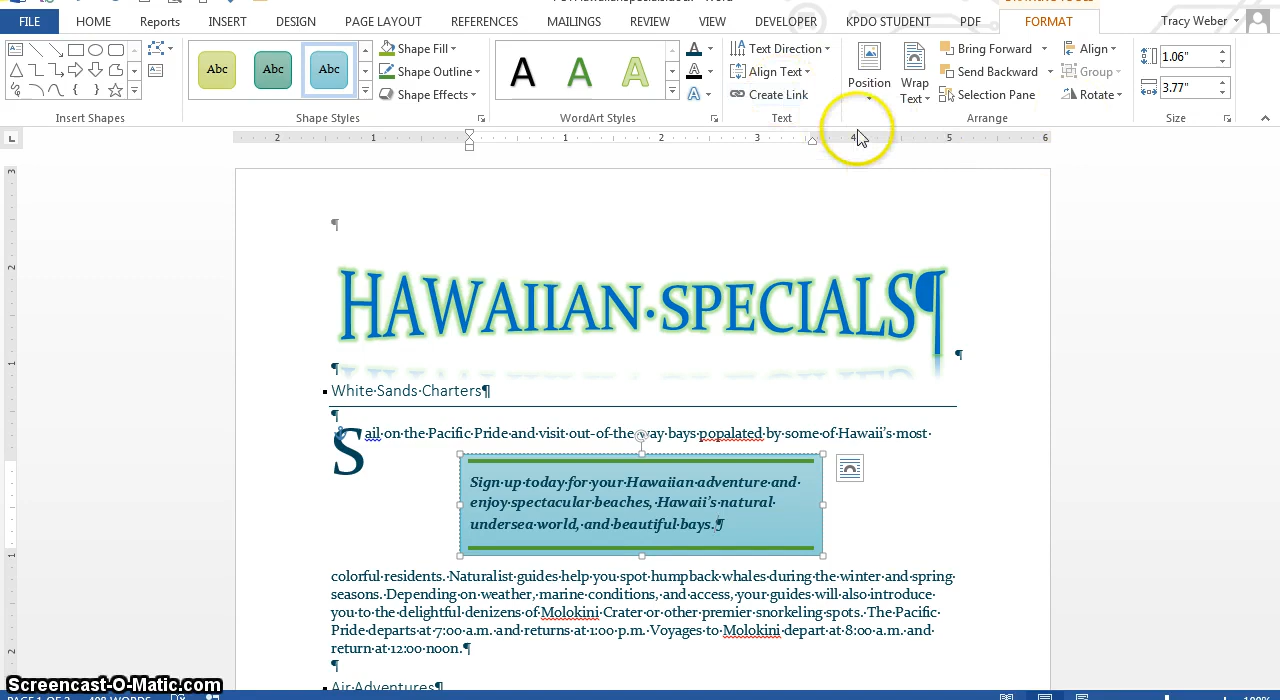 FILE HOME Reports INSERT DESIGN PAGE LAYOUT REFERENCES MAILINGS REVIEW VIEW DEVELOPER KPDO STUDENT PDF FORMAT Tracy Weber
Abc Abc Abc
Shape Fill
Shape Outline
Shape Effects
A A A
Text Direction
Align Text
Create Link
Position
Wrap Text
Bring Forward
Send Backward
Selection Pane
Align
Group
Rotate
1.06"
3.77"
Insert Shapes Shape Styles WordArt Styles Text Arrange Size
2 1 1 2 3 4 5 6
¶
HAWAIIAN·SPECIALS¶
¶
¶
White·Sands·Charters¶
¶
Sail·on·the·Pacific·Pride·and·visit·out-of-the-way·bays·popalated·by·some·of·Hawaii's·most·
Sign·up·today·for·your·Hawaiian·adventure·and·
enjoy·spectacular·beaches,·Hawaii's·natural·
undersea·world,·and·beautiful·bays.¶
colorful·residents.·Naturalist·guides·help·you·spot·humpback·whales·during·the·winter·and·spring·
seasons.·Depending·on·weather,·marine·conditions,·and·access,·your·guides·will·also·introduce·
you·to·the·delightful·denizens·of·Molokini·Crater·or·other·premier·snorkeling·spots.·The·Pacific·
Pride·departs·at·7:00·a.m.·and·returns·at·1:00·p.m.·Voyages·to·Molokini·depart·at·8:00·a.m.·and·
return·at·12:00·noon.¶
¶
Air·Adventures¶
Screencast-O-Matic.com